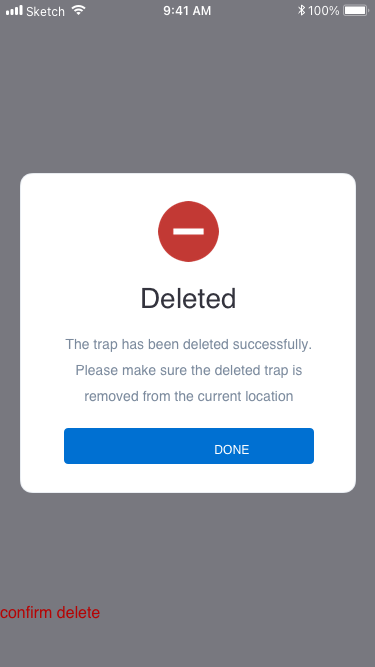 Sketch 9:41 AM 100%
Deleted
The trap has been deleted successfully.
Please make sure the deleted trap is
removed from the current location
DONE
confirm delete